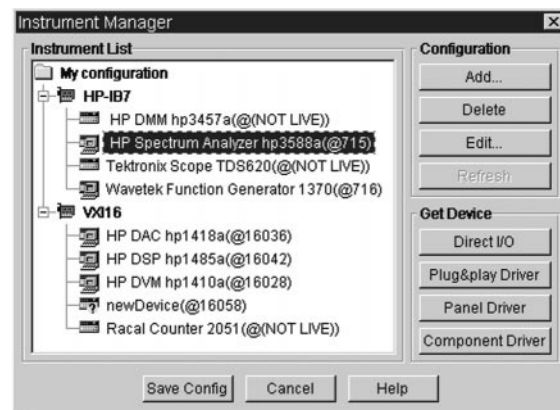 Instrument Manager
Instrument List
My configuration
HP-IB7
HP DMM hp3457a(@(NOT LIVE))
HP Spectrum Analyzer hp3588a(@715)
Tektronix Scope TDS620(@(NOT LIVE))
Wavetek Function Generator 1370(@716)
VXI16
HP DAC hp1418a(@16036)
HP DSP hp1485a(@16042)
HP DVM hp1410a(@16028)
newDevice(@16058)
Racal Counter 2051(@(NOT LIVE))
Configuration
Add...
Delete
Edit...
Refresh
Get Device
Direct I/O
Plug&play Driver
Panel Driver
Component Driver
Save Config
Cancel
Help